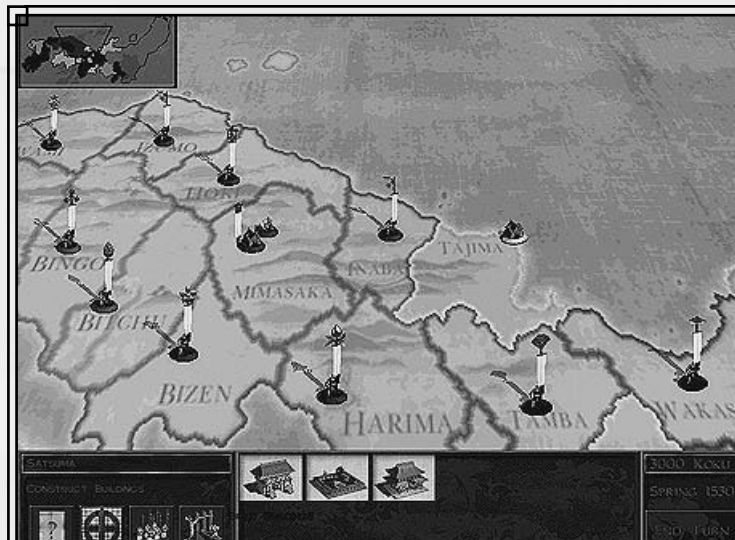 IZUMO
HOKI
TAJIMA
BINGO
INABA
MIMASAKA
BITCHU
BIZEN
HARIMA
TAMBA
WAKAS
SATSUMA
3000 KOKU
CONSTRUCT BUILDINGS
SPRING 1530
END TURN